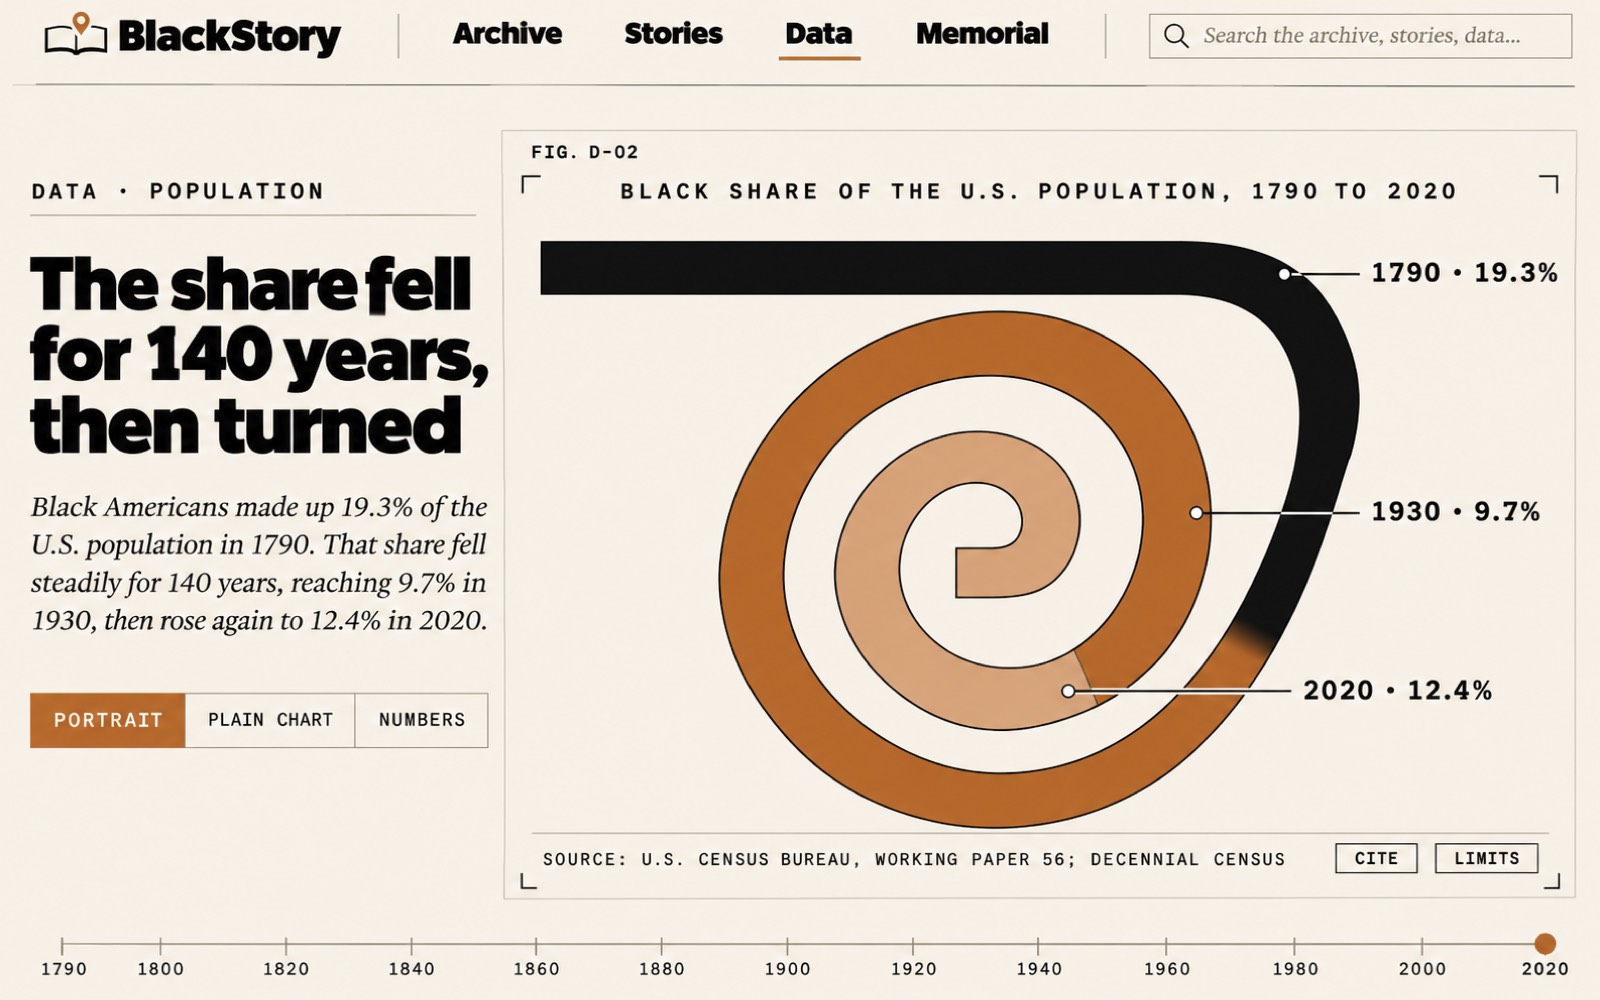 BlackStory
Archive
Stories
Data
Memorial
Search the archive, stories, data...
DATA · POPULATION
The share fell
for 140 years,
then turned
Black Americans made up 19.3% of the
U.S. population in 1790. That share fell
steadily for 140 years, reaching 9.7% in
1930, then rose again to 12.4% in 2020.
PORTRAIT
PLAIN CHART
NUMBERS
FIG. D-02
BLACK SHARE OF THE U.S. POPULATION, 1790 TO 2020
1790 • 19.3%
1930 • 9.7%
2020 • 12.4%
SOURCE: U.S. CENSUS BUREAU, WORKING PAPER 56; DECENNIAL CENSUS
CITE
LIMITS
1790 1800 1820 1840 1860 1880 1900 1920 1940 1960 1980 2000 2020